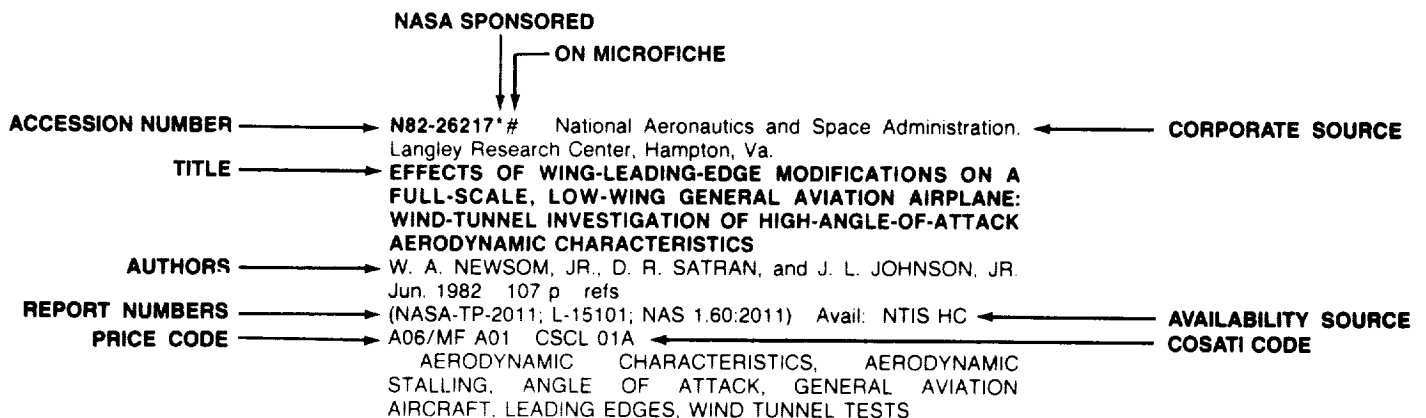 NASA SPONSORED
ON MICROFICHE
ACCESSION NUMBER
N82-26217*# National Aeronautics and Space Administration.
CORPORATE SOURCE
Langley Research Center, Hampton, Va.
TITLE
EFFECTS OF WING-LEADING-EDGE MODIFICATIONS ON A
FULL-SCALE, LOW-WING GENERAL AVIATION AIRPLANE:
WIND-TUNNEL INVESTIGATION OF HIGH-ANGLE-OF-ATTACK
AERODYNAMIC CHARACTERISTICS
AUTHORS
W. A. NEWSOM, JR., D. R. SATRAN, and J. L. JOHNSON, JR.
Jun. 1982 107 p refs
REPORT NUMBERS
(NASA-TP-2011; L-15101; NAS 1.60:2011) Avail: NTIS HC
AVAILABILITY SOURCE
PRICE CODE
A06/MF A01 CSCL 01A
COSATI CODE
AERODYNAMIC CHARACTERISTICS, AERODYNAMIC
STALLING, ANGLE OF ATTACK, GENERAL AVIATION
AIRCRAFT, LEADING EDGES, WIND TUNNEL TESTS